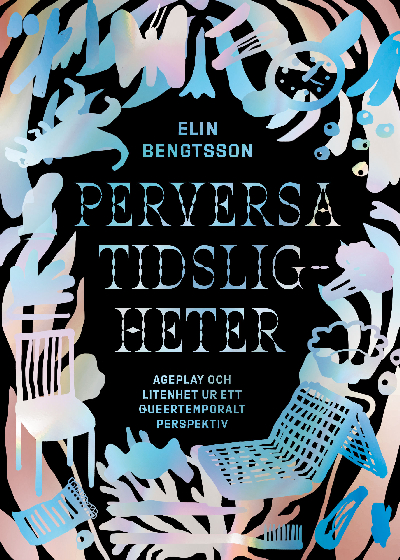 ELIN
BENGTSSON
PERVERSA
TIDSLIG-
HETER
AGEPLAY OCH
LITENHET UR ETT
QUEERTEMPORALT
PERSPEKTIV